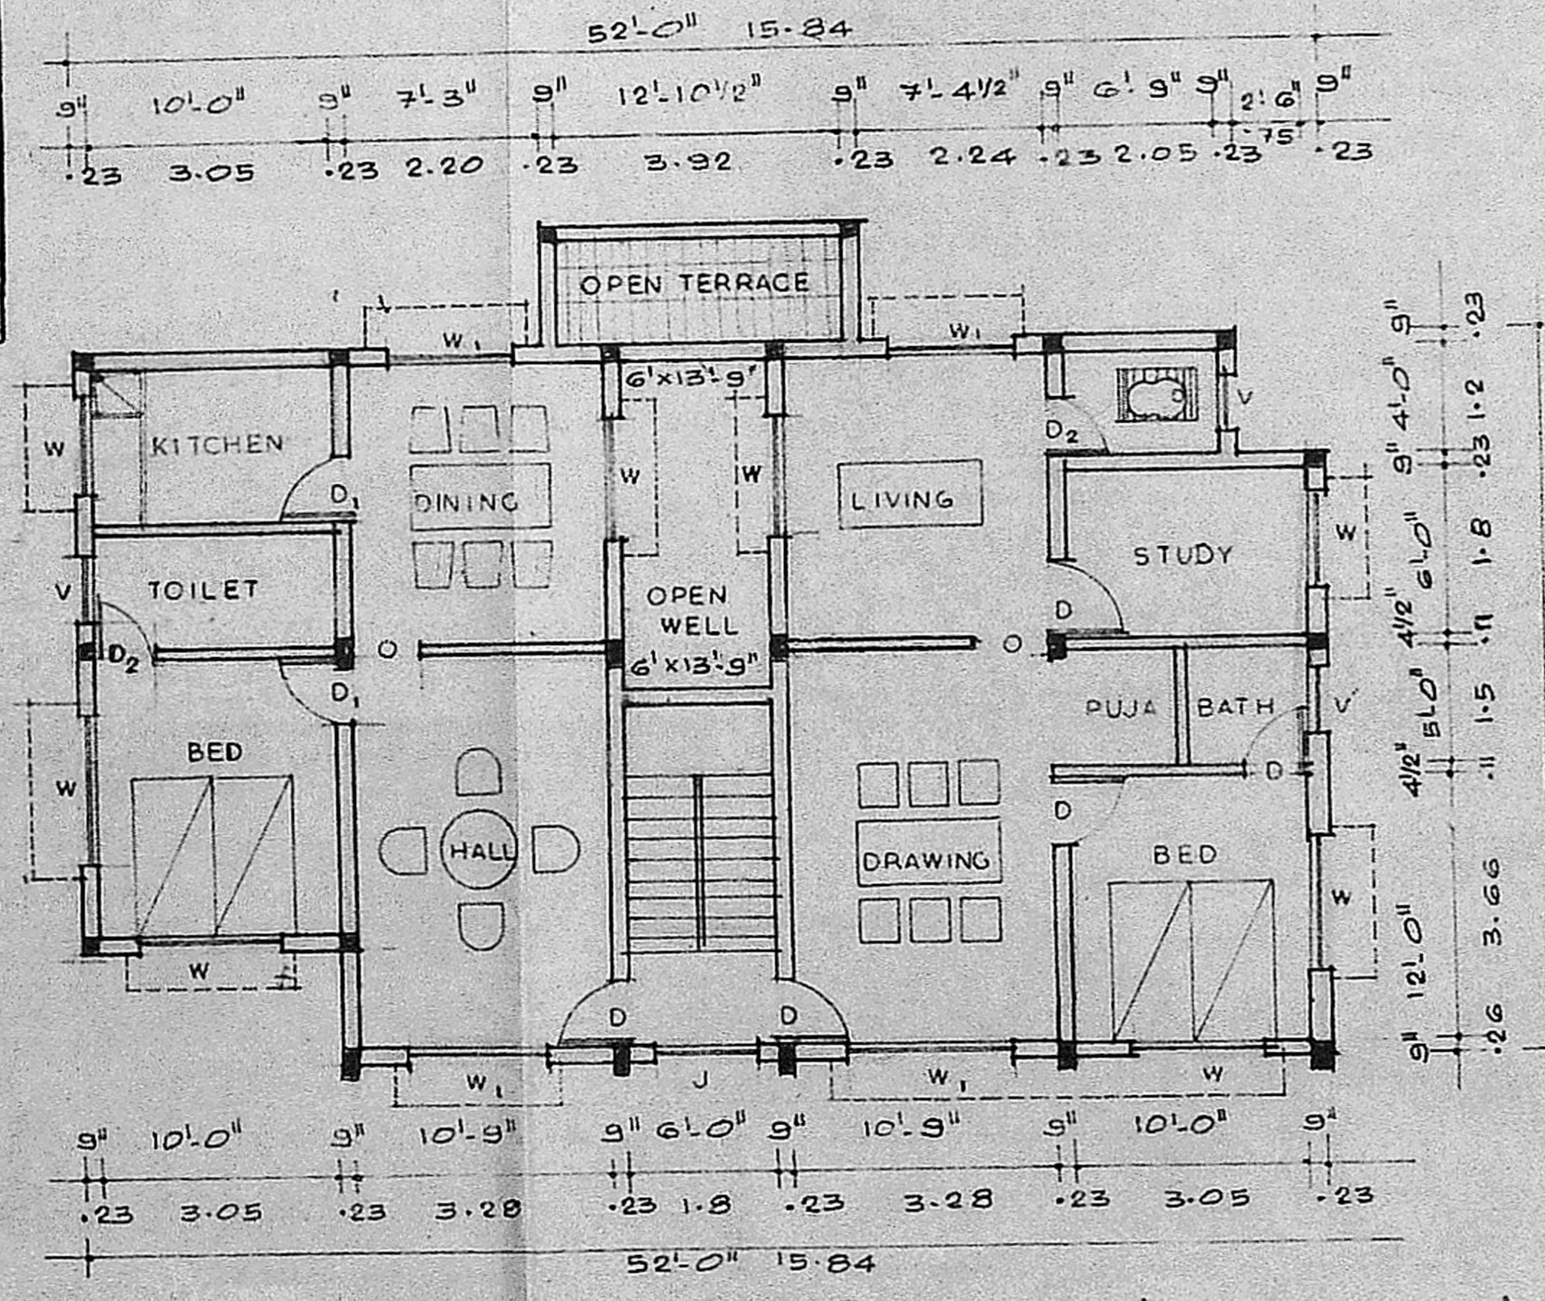 52'-0" 15.84
9" 10'-0" 9" 7'-3" 9" 12'-10½" 9" 7'-4½" 9" 6' 9" 9" 2' 6" 9"
.23 3.05 .23 2.20 .23 3.92 .23 2.24 .23 2.05 .23 .75 .23
OPEN TERRACE
W₁ W₁
6'×13'-9"
KITCHEN
D₁
W
DINING
W W
LIVING
D₂
V
STUDY
W
D
TOILET
V
D₂
O
OPEN
WELL
6'×13'-9"
O
D₁
BED
W
W
HALL
DRAWING
PUJA BATH
V
D
D
BED
W
D D
W₁ J W₁ W
9" 4'-0" 9" 6'-0" 4½" 5'-0" 4½" 12'-0" 9"
.23 1.2 .23 1.8 .11 1.5 .11 3.66 .26
9" 10'-0" 9" 10'-9" 9" 6'-0" 9" 10'-9" 9" 10'-0" 9"
.23 3.05 .23 3.28 .23 1.8 .23 3.28 .23 3.05 .23
52'-0" 15.84